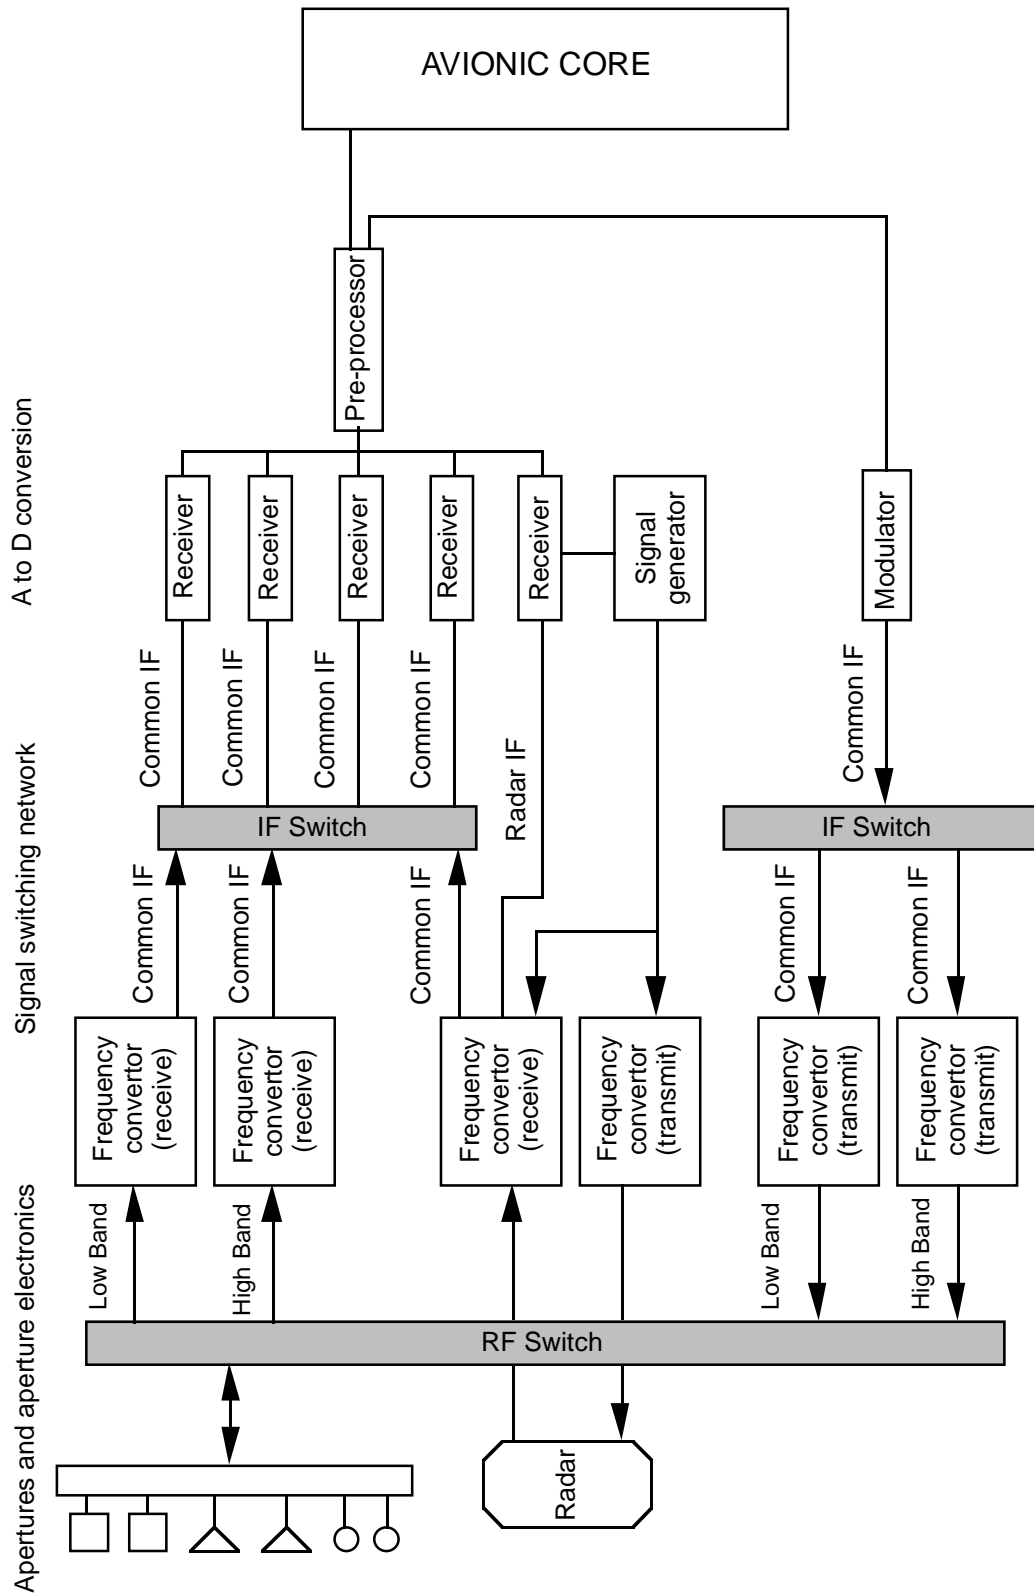 AVIONIC CORE
Pre-processor
A to D conversion
Receiver
Receiver
Receiver
Receiver
Receiver
Signal
generator
Modulator
Common IF
Common IF
Common IF
Common IF
Radar IF
Common IF
Signal switching network
IF Switch
IF Switch
Common IF
Common IF
Common IF
Common IF
Common IF
Frequency
convertor
(receive)
Frequency
convertor
(receive)
Frequency
convertor
(receive)
Frequency
convertor
(transmit)
Frequency
convertor
(transmit)
Frequency
convertor
(transmit)
Apertures and aperture electronics
Low Band
High Band
Low Band
High Band
RF Switch
Radar